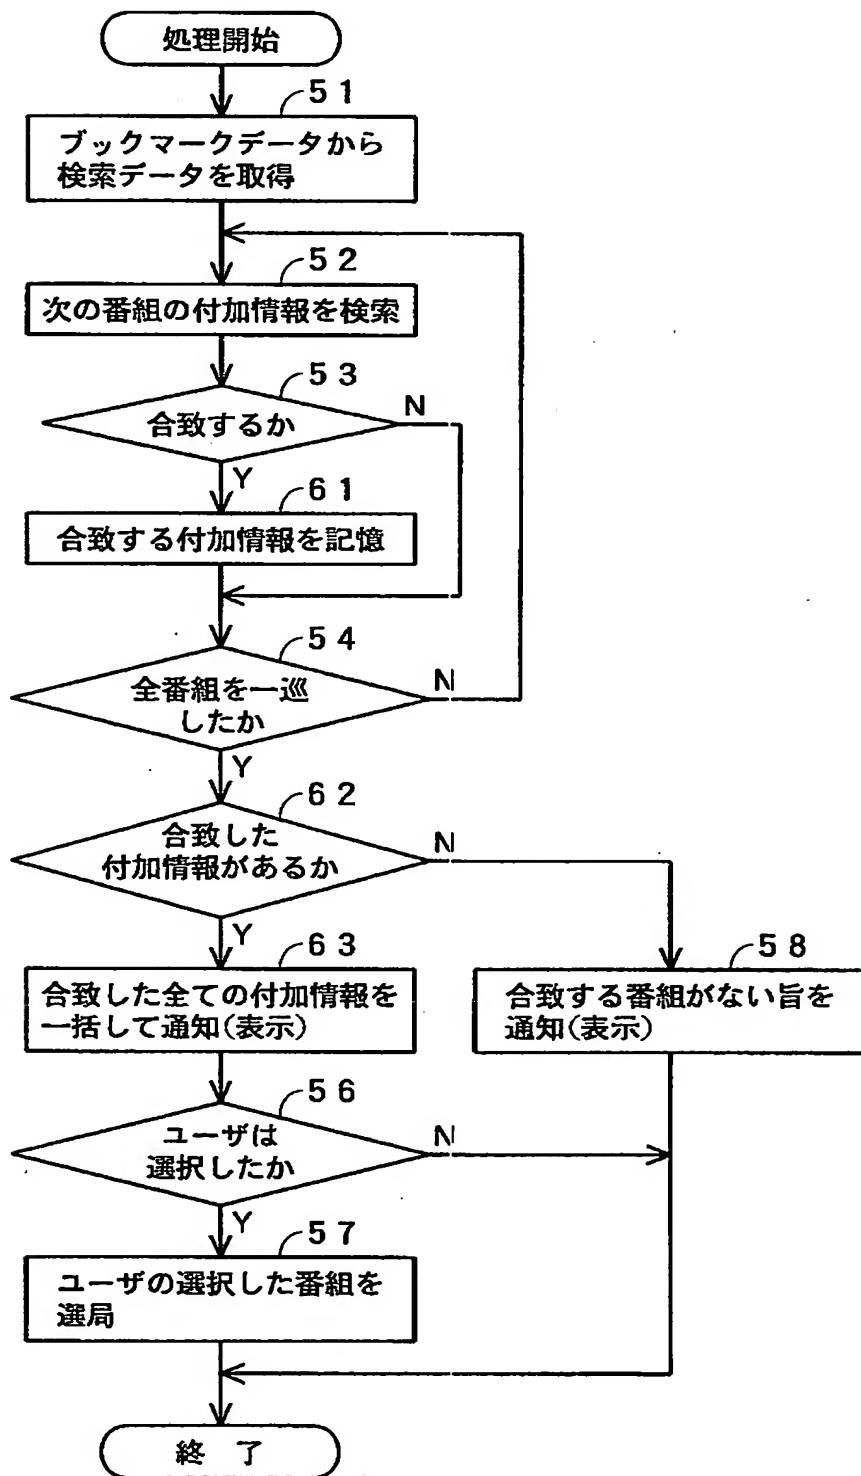 処理開始
51
ブックマークデータから
検索データを取得
52
次の番組の付加情報を検索
53
合致するか
N
Y
61
合致する付加情報を記憶
54
全番組を一巡
したか
N
Y
62
合致した
付加情報があるか
N
Y
63
合致した全ての付加情報を
一括して通知(表示)
58
合致する番組がない旨を
通知(表示)
56
ユーザは
選択したか
N
Y
57
ユーザの選択した番組を
選局
終 了